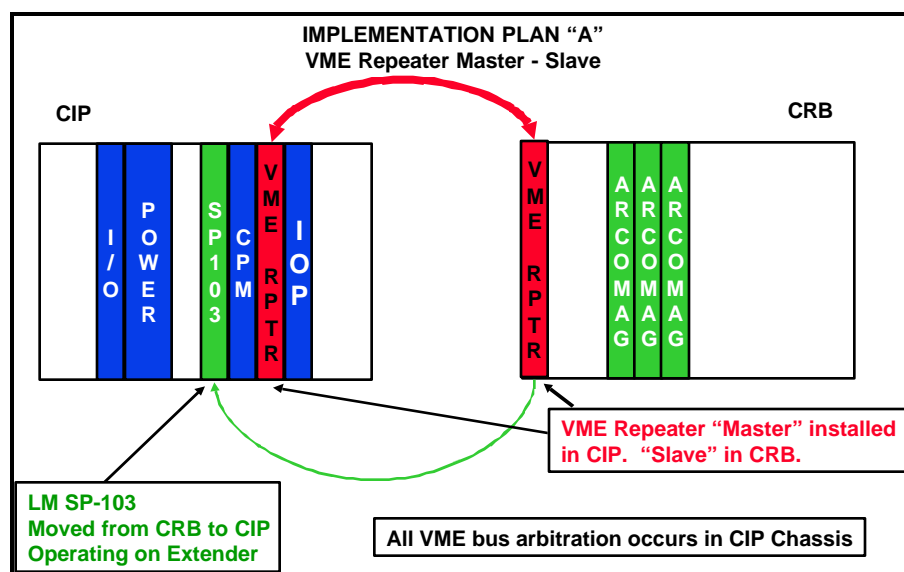 IMPLEMENTATION PLAN “A”
VME Repeater Master - Slave
CIP
CRB
I/O
POWER
SP103
CPM
VME RPTR
IOP
VME RPTR
ARCOMAG
ARCOMAG
ARCOMAG
VME Repeater “Master” installed
in CIP. “Slave” in CRB.
LM SP-103
Moved from CRB to CIP
Operating on Extender
All VME bus arbitration occurs in CIP Chassis